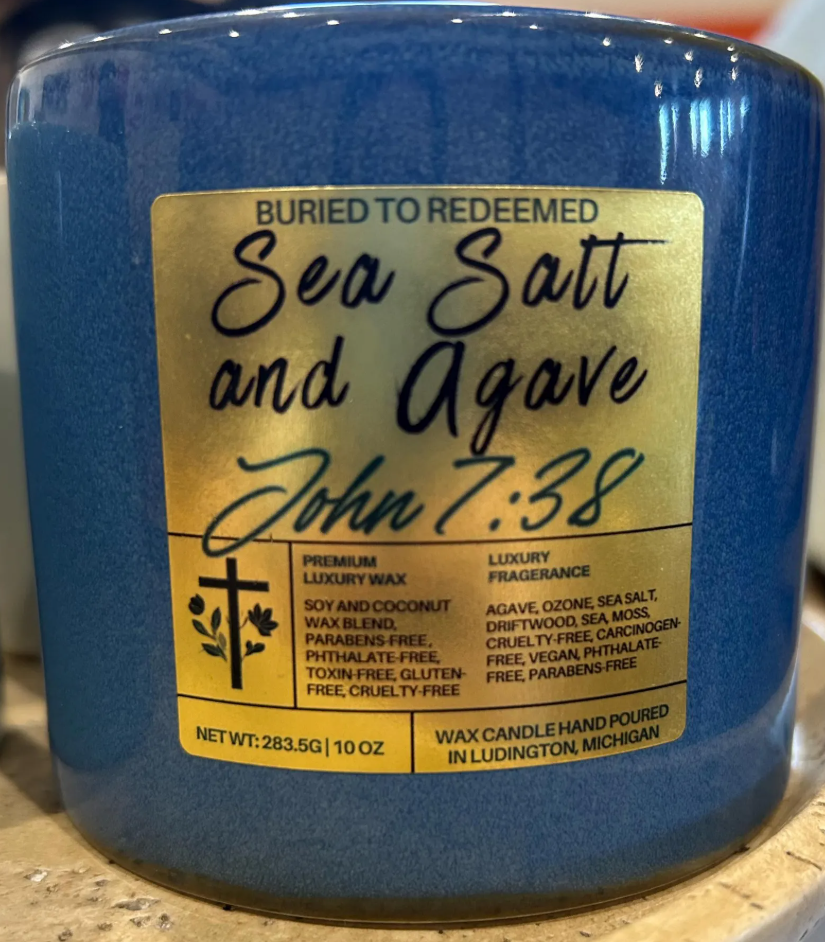 BURIED TO REDEEMED
Sea Salt
and Agave
John 7:38
PREMIUM
LUXURY WAX
SOY AND COCONUT
WAX BLEND,
PARABENS-FREE,
PHTHALATE-FREE,
TOXIN-FREE, GLUTEN-
FREE, CRUELTY-FREE
LUXURY
FRAGERANCE
AGAVE, OZONE, SEA SALT,
DRIFTWOOD, SEA, MOSS,
CRUELTY-FREE, CARCINOGEN-
FREE, VEGAN, PHTHALATE-
FREE, PARABENS-FREE
NET WT: 283.5G | 10 OZ
WAX CANDLE HAND POURED
IN LUDINGTON, MICHIGAN